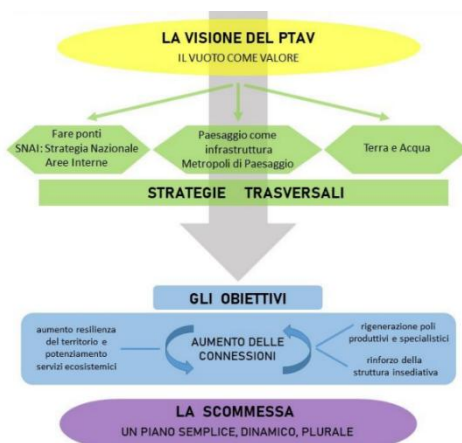 LA VISIONE DEL PTAV
IL VUOTO COME VALORE
Fare ponti
SNAI: Strategia Nazionale
Aree Interne
Paesaggio come
infrastruttura
Metropoli di Paesaggio
Terra e Acqua
STRATEGIE TRASVERSALI
GLI OBIETTIVI
aumento resilienza
del territorio e
potenziamento
servizi ecosistemici
AUMENTO DELLE
CONNESSIONI
rigenerazione poli
produttivi e specialistici
rinforzo della
struttura insediativa
LA SCOMMESSA
UN PIANO SEMPLICE, DINAMICO, PLURALE